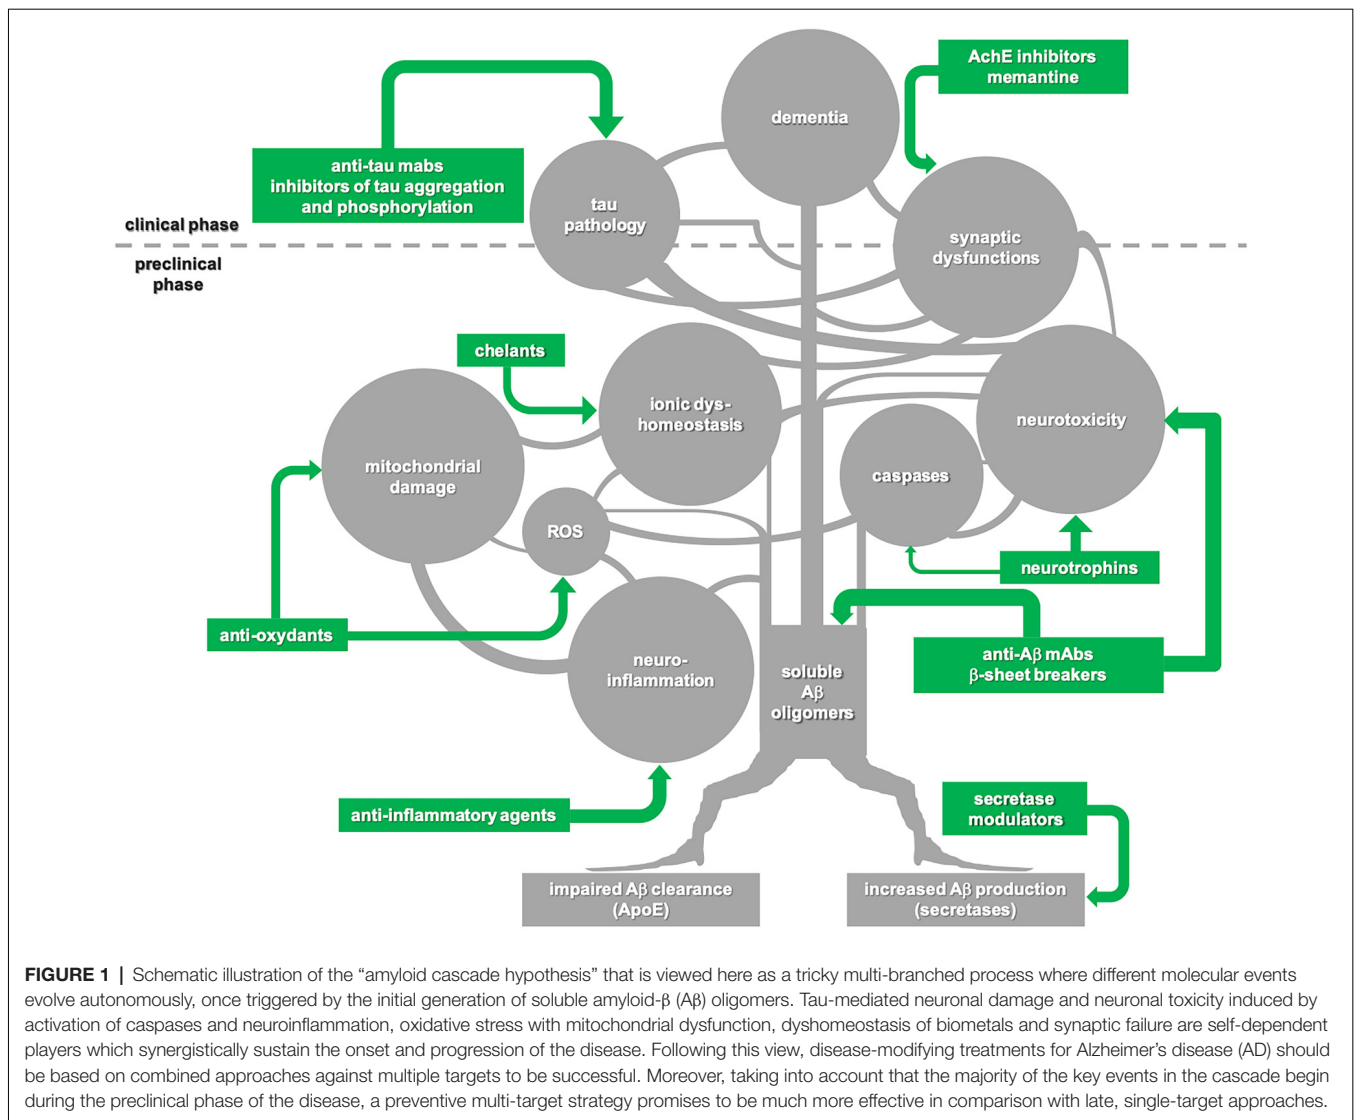 dementia
AchE inhibitors
memantine
anti-tau mabs
inhibitors of tau aggregation
and phosphorylation
tau
pathology
clinical phase
synaptic
dysfunctions
preclinical
phase
chelants
ionic dys-
homeostasis
neurotoxicity
mitochondrial
damage
caspases
ROS
neurotrophins
anti-oxydants
neuro-
inflammation
soluble
Aβ
oligomers
anti-Aβ mAbs
β-sheet breakers
anti-inflammatory agents
secretase
modulators
impaired Aβ clearance
(ApoE)
increased Aβ production
(secretases)
FIGURE 1 | Schematic illustration of the “amyloid cascade hypothesis” that is viewed here as a tricky multi-branched process where different molecular events
evolve autonomously, once triggered by the initial generation of soluble amyloid-β (Aβ) oligomers. Tau-mediated neuronal damage and neuronal toxicity induced by
activation of caspases and neuroinflammation, oxidative stress with mitochondrial dysfunction, dyshomeostasis of biometals and synaptic failure are self-dependent
players which synergistically sustain the onset and progression of the disease. Following this view, disease-modifying treatments for Alzheimer’s disease (AD) should
be based on combined approaches against multiple targets to be successful. Moreover, taking into account that the majority of the key events in the cascade begin
during the preclinical phase of the disease, a preventive multi-target strategy promises to be much more effective in comparison with late, single-target approaches.